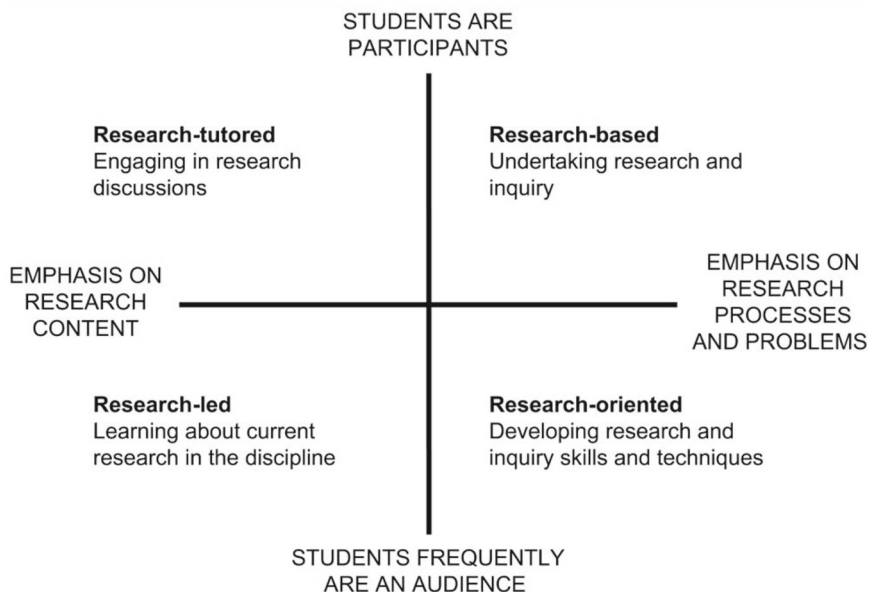 STUDENTS ARE
PARTICIPANTS
Research-tutored
Engaging in research
discussions
Research-based
Undertaking research and
inquiry
EMPHASIS ON
RESEARCH
CONTENT
EMPHASIS ON
RESEARCH
PROCESSES
AND PROBLEMS
Research-led
Learning about current
research in the discipline
Research-oriented
Developing research and
inquiry skills and techniques
STUDENTS FREQUENTLY
ARE AN AUDIENCE